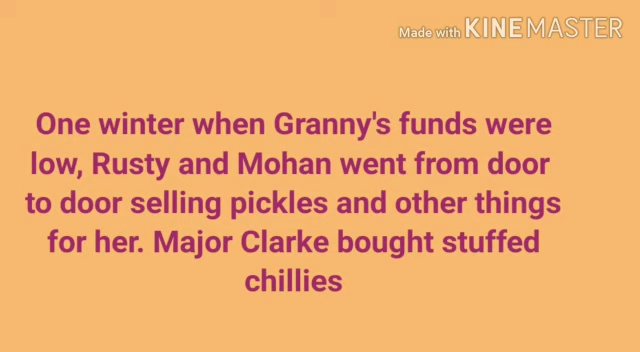 Made with KINEMASTER
One winter when Granny's funds were
low, Rusty and Mohan went from door
to door selling pickles and other things
for her. Major Clarke bought stuffed
chillies